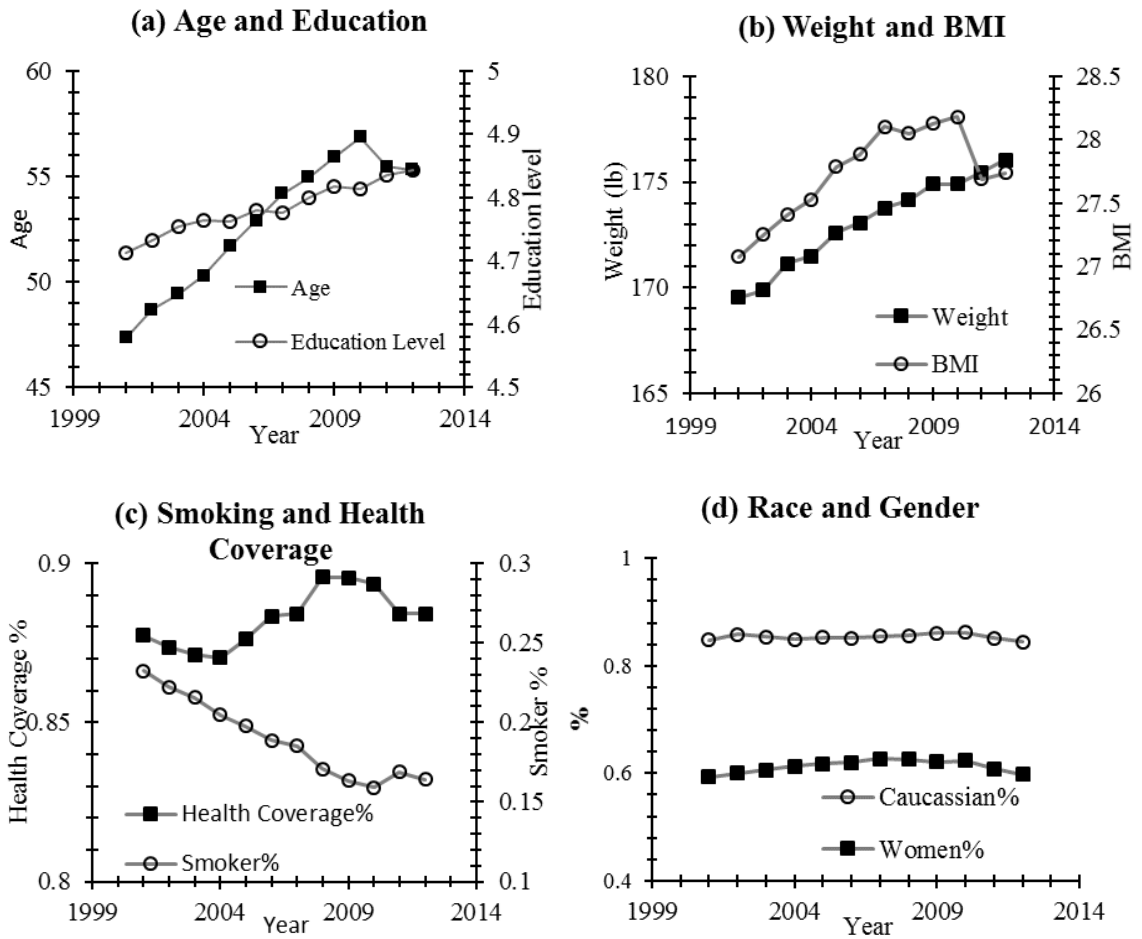 (a) Age and Education
60
55
50
45
Age
5
4.9
4.8
4.7
4.6
4.5
Education level
Age
Education Level
1999
2004
2009
2014
Year
(b) Weight and BMI
180
175
170
165
Weight (lb)
28.5
28
27.5
27
26.5
26
BMI
Weight
BMI
1999
2004
2009
2014
Year
(c) Smoking and Health
Coverage
0.9
0.85
0.8
Health Coverage %
0.3
0.25
0.2
0.15
0.1
Smoker %
Health Coverage%
Smoker%
1999
2004
2009
2014
Year
(d) Race and Gender
1
0.8
0.6
0.4
%
Caucassian%
Women%
1999
2004
2009
2014
Year